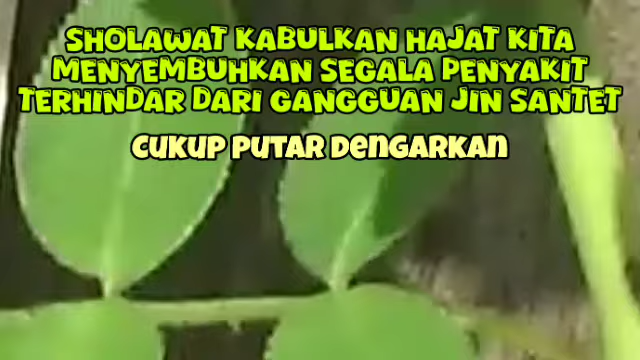 SHOLAWAT KABULKAN HAJAT KITA
MENYEMBUHKAN SEGALA PENYAKIT
TERHINDAR DARI GANGGUAN JIN SANTET
CUKUP PUTAR DENGARKAN